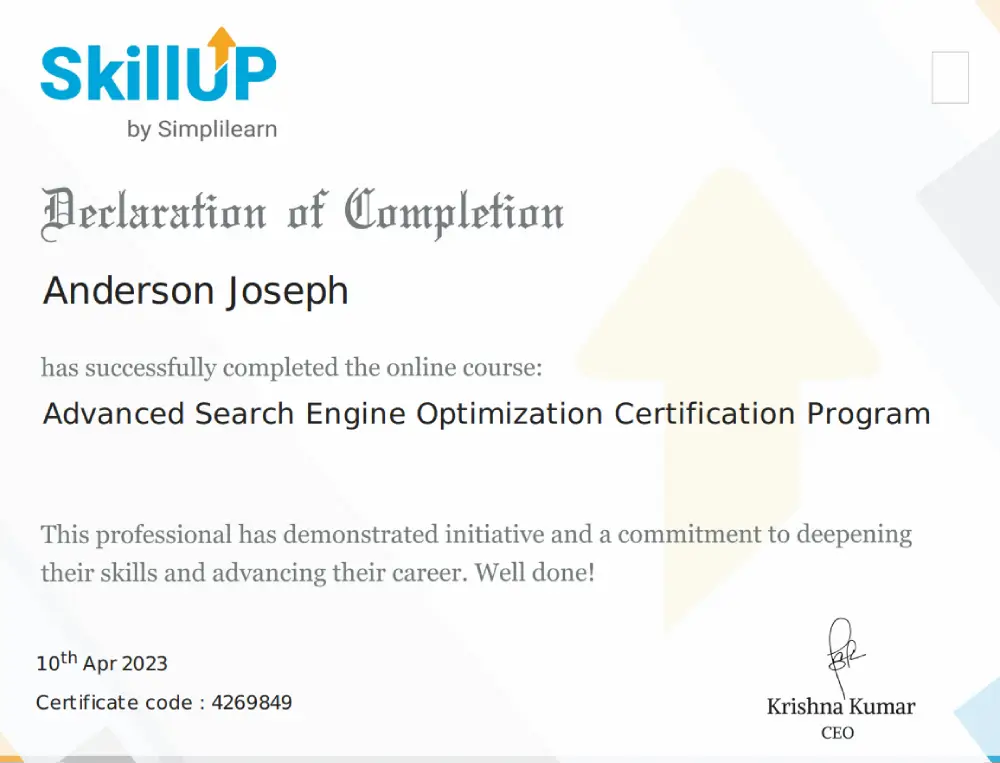 SkillUP
by Simplilearn
Declaration of Completion
Anderson Joseph
has successfully completed the online course:
Advanced Search Engine Optimization Certification Program
This professional has demonstrated initiative and a commitment to deepening
their skills and advancing their career. Well done!
10th Apr 2023
Certificate code : 4269849
Krishna Kumar
CEO